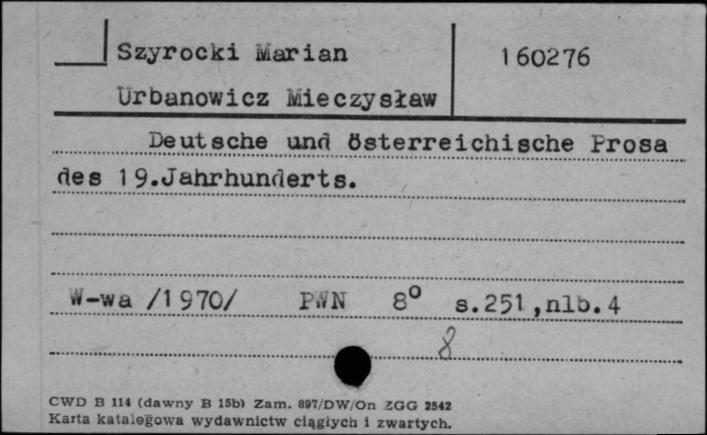 Szyrocki Marian 160276
Urbanowicz Mieczysław
Deutsche und österreichische Prosa
des 19.Jahrhunderts.
W-wa /1970/ PWN 8° s.251,nlb.4
8
CWD B 114 (dawny B 15b) Zam. 897/DW/On ZGG 2542
Karta katalogowa wydawnictw ciągłych i zwartych.